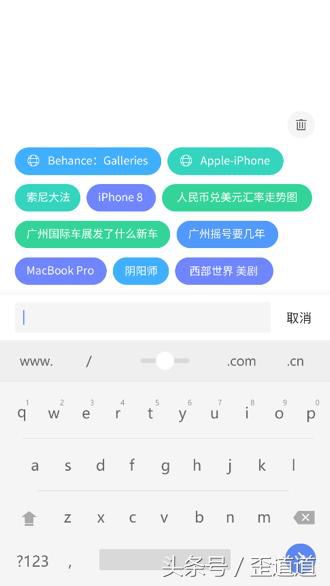 Behance：Galleries Apple-iPhone
索尼大法 iPhone 8 人民币兑美元汇率走势图
广州国际车展发了什么新车 广州摇号要几年
MacBook Pro 阴阳师 西部世界 美剧
取消
www. / .com .cn
1 2 3 4 5 6 7 8 9 0
q w e r t y u i o p
a s d f g h j k l
z x c v b n m
?123 ,
头条号 / 歪道道